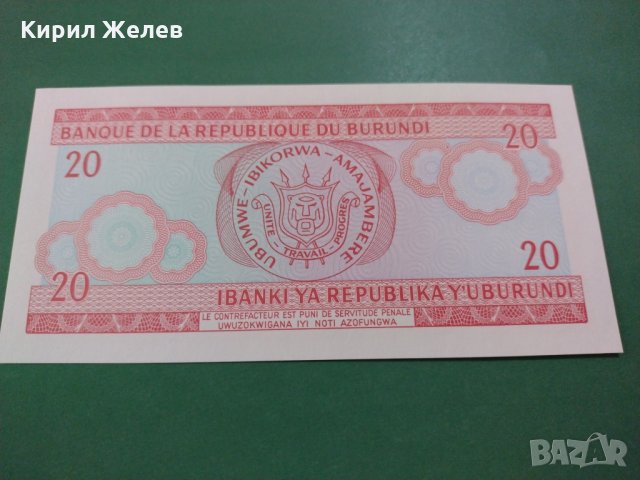 Кирил Желев
BANQUE DE LA REPUBLIQUE DU BURUNDI
20 20
UBUMWE - IBIKORWA - AMAJAMBERE
UNITE - TRAVAIL - PROGRES
20 20
IBANKI YA REPUBLIKA Y'UBURUNDI
LE CONTREFACTEUR EST PUNI DE SERVITUDE PENALE
UWUZOKWIGANA IYI NOTI AZOFUNGWA
BAZAR